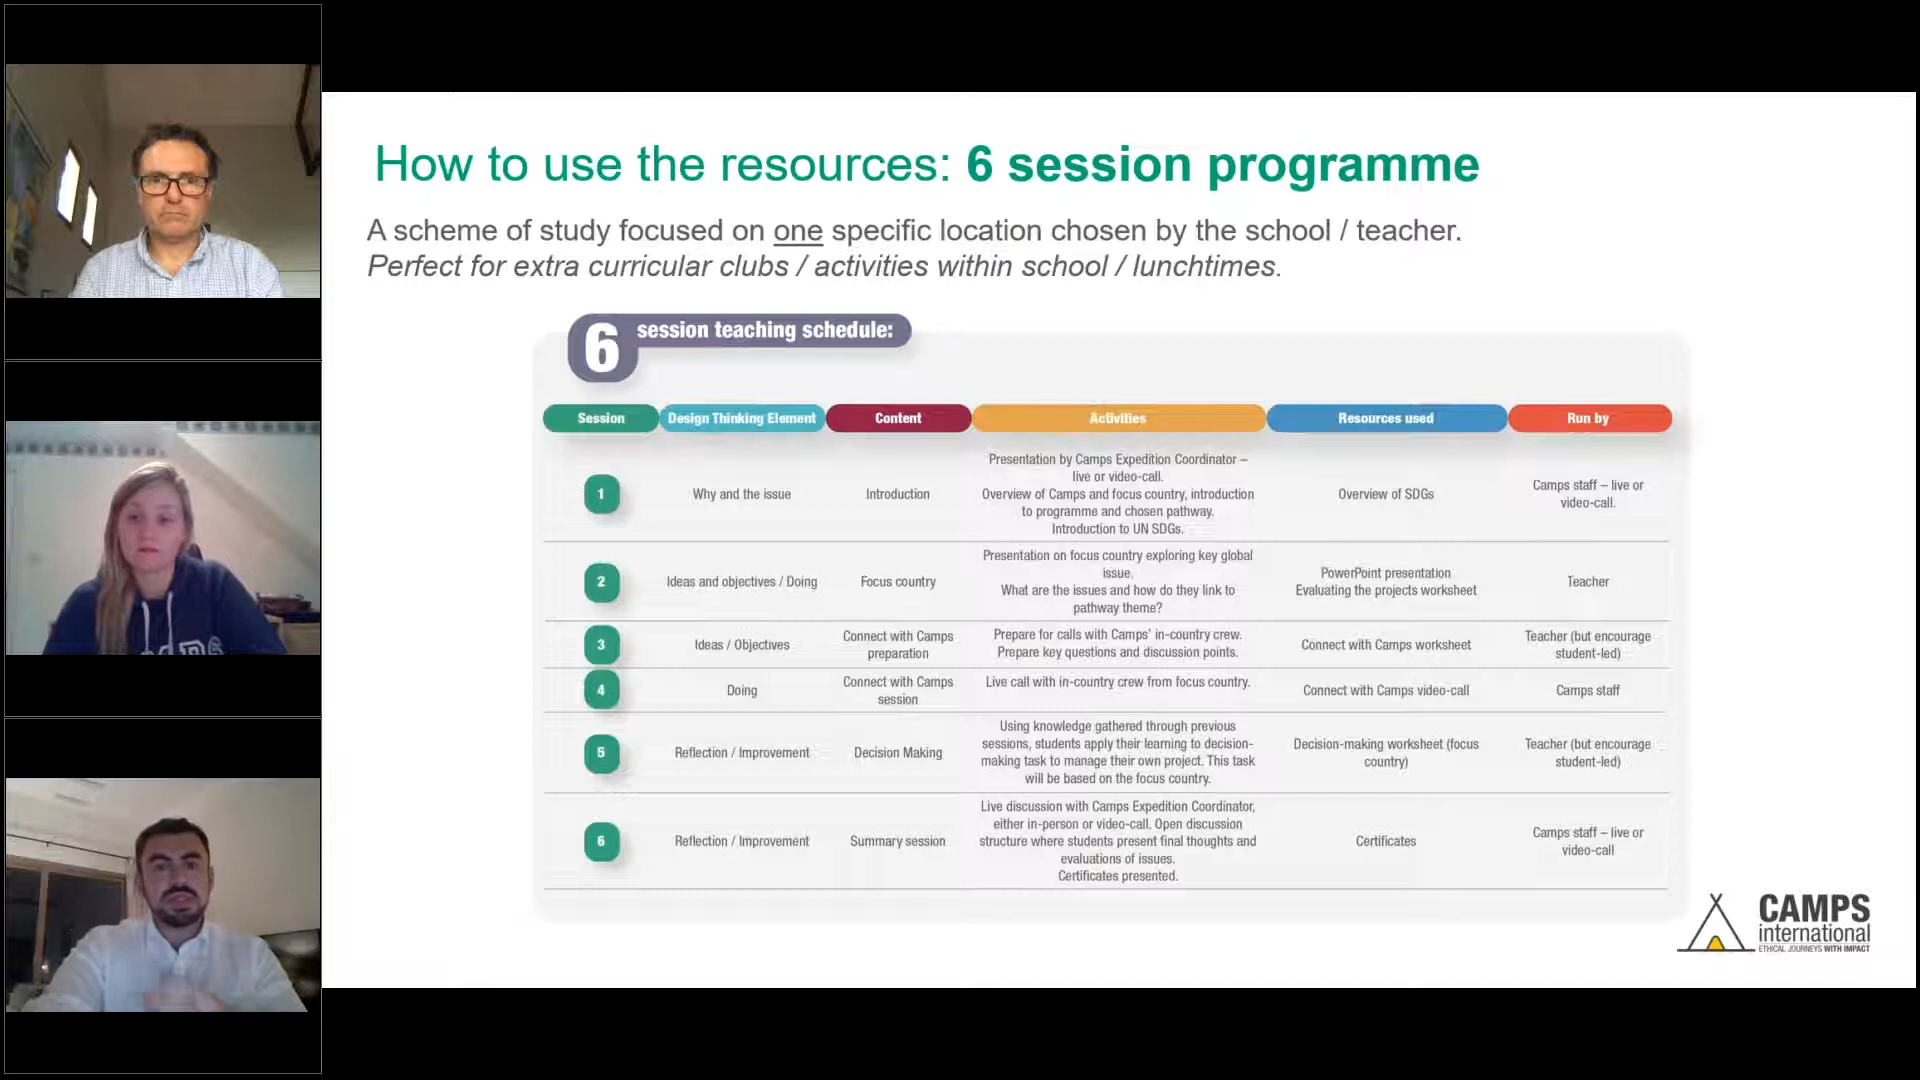 How to use the resources: 6 session programme
A scheme of study focused on one specific location chosen by the school / teacher.
Perfect for extra curricular clubs / activities within school / lunchtimes.
6 session teaching schedule:
Session
Design Thinking Element
Content
Activities
Resources used
Run by
1
Why and the issue
Introduction
Presentation by Camps Expedition Coordinator –
live or video-call.
Overview of Camps and focus country, introduction
to programme and chosen pathway.
Introduction to UN SDGs.
Overview of SDGs
Camps staff – live or
video-call.
2
Ideas and objectives / Doing
Focus country
Presentation on focus country exploring key global
issue.
What are the issues and how do they link to
pathway theme?
PowerPoint presentation
Evaluating the projects worksheet
Teacher
3
Ideas / Objectives
Connect with Camps
preparation
Prepare for calls with Camps' in-country crew.
Prepare key questions and discussion points.
Connect with Camps worksheet
Teacher (but encourage
student-led)
4
Doing
Connect with Camps
session
Live call with in-country crew from focus country.
Connect with Camps video-call
Camps staff
5
Reflection / Improvement
Decision Making
Using knowledge gathered through previous
sessions, students apply their learning to decision-
making task to manage their own project. This task
will be based on the focus country.
Decision-making worksheet (focus
country)
Teacher (but encourage
student-led)
6
Reflection / Improvement
Summary session
Live discussion with Camps Expedition Coordinator,
either in-person or video-call. Open discussion
structure where students present final thoughts and
evaluations of issues.
Certificates presented.
Certificates
Camps staff – live or
video-call
CAMPS
international
ETHICAL JOURNEYS WITH IMPACT